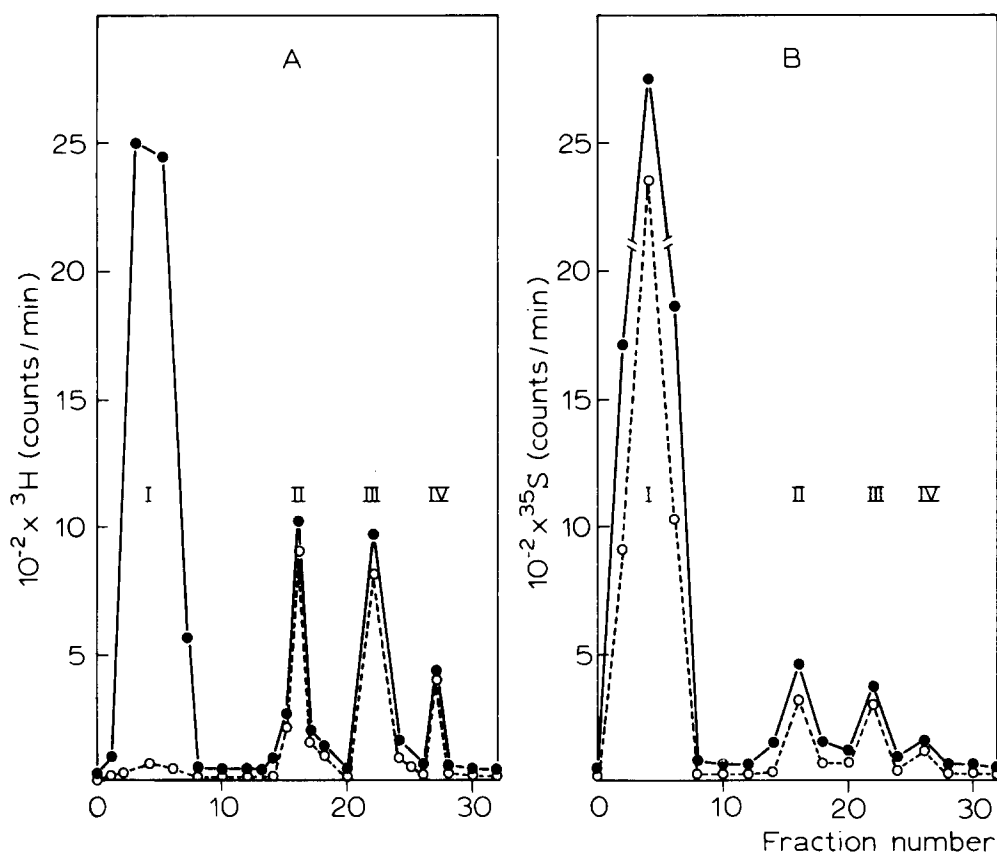 A
25
20
15
10
5
0 10 20 30
10⁻² x ³H (counts/min)
I II III IV
B
25
20
15
10
5
0 10 20 30
10⁻² x ³⁵S (counts/min)
I II III IV
Fraction number